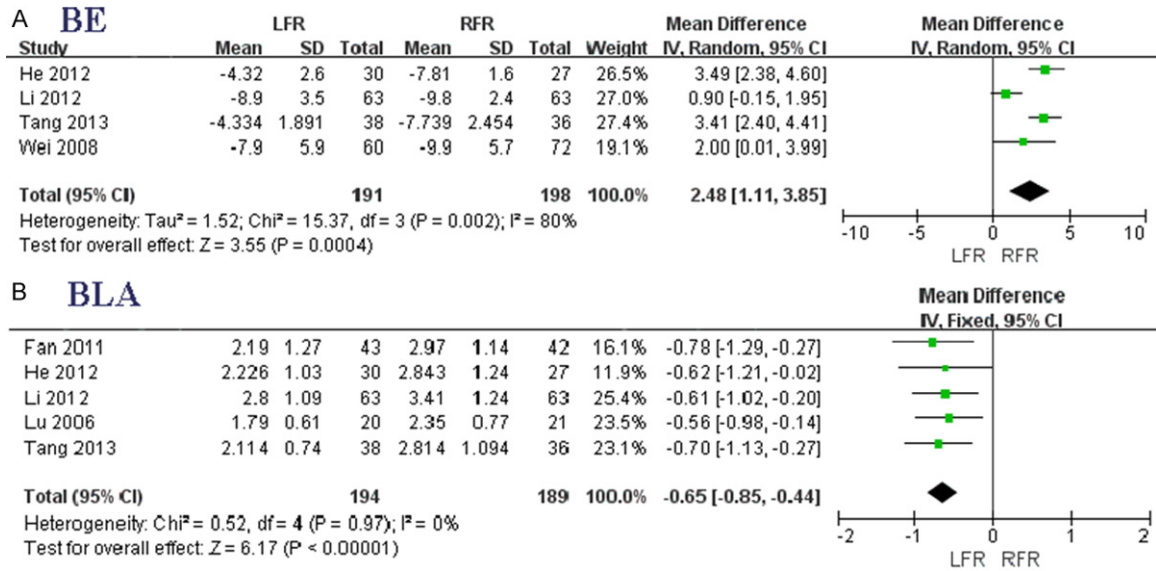 A BE LFR RFR Mean Difference Mean Difference
Study Mean SD Total Mean SD Total Weight IV, Random, 95% CI IV, Random, 95% CI
He 2012 -4.32 2.6 30 -7.81 1.6 27 26.5% 3.49 [2.38, 4.60]
Li 2012 -8.9 3.5 63 -9.8 2.4 63 27.0% 0.90 [-0.15, 1.95]
Tang 2013 -4.334 1.891 38 -7.739 2.454 36 27.4% 3.41 [2.40, 4.41]
Wei 2008 -7.9 5.9 60 -9.9 5.7 72 19.1% 2.00 [0.01, 3.99]
Total (95% CI) 191 198 100.0% 2.48 [1.11, 3.85]
Heterogeneity: Tau² = 1.52; Chi² = 15.37, df = 3 (P = 0.002); I² = 80%
Test for overall effect: Z = 3.55 (P = 0.0004)
-10 -5 0 5 10
LFR RFR
B BLA Mean Difference
IV, Fixed, 95% CI
Fan 2011 2.19 1.27 43 2.97 1.14 42 16.1% -0.78 [-1.29, -0.27]
He 2012 2.226 1.03 30 2.843 1.24 27 11.9% -0.62 [-1.21, -0.02]
Li 2012 2.8 1.09 63 3.41 1.24 63 25.4% -0.61 [-1.02, -0.20]
Lu 2006 1.79 0.61 20 2.35 0.77 21 23.5% -0.56 [-0.98, -0.14]
Tang 2013 2.114 0.74 38 2.814 1.094 36 23.1% -0.70 [-1.13, -0.27]
Total (95% CI) 194 189 100.0% -0.65 [-0.85, -0.44]
Heterogeneity: Chi² = 0.52, df = 4 (P = 0.97); I² = 0%
Test for overall effect: Z = 6.17 (P < 0.00001)
-2 -1 0 1 2
LFR RFR